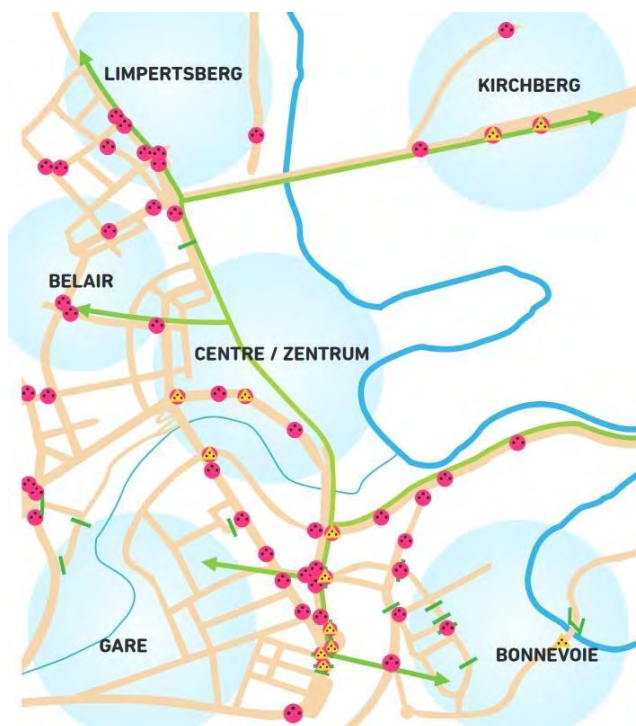 LIMPERTSBERG
KIRCHBERG
BELAIR
CENTRE / ZENTRUM
GARE
BONNEVOIE